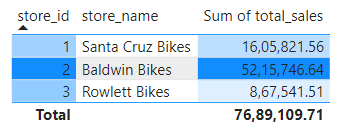 store_id store_name Sum of total_sales
1 Santa Cruz Bikes 16,05,821.56
2 Baldwin Bikes 52,15,746.64
3 Rowlett Bikes 8,67,541.51
Total 76,89,109.71